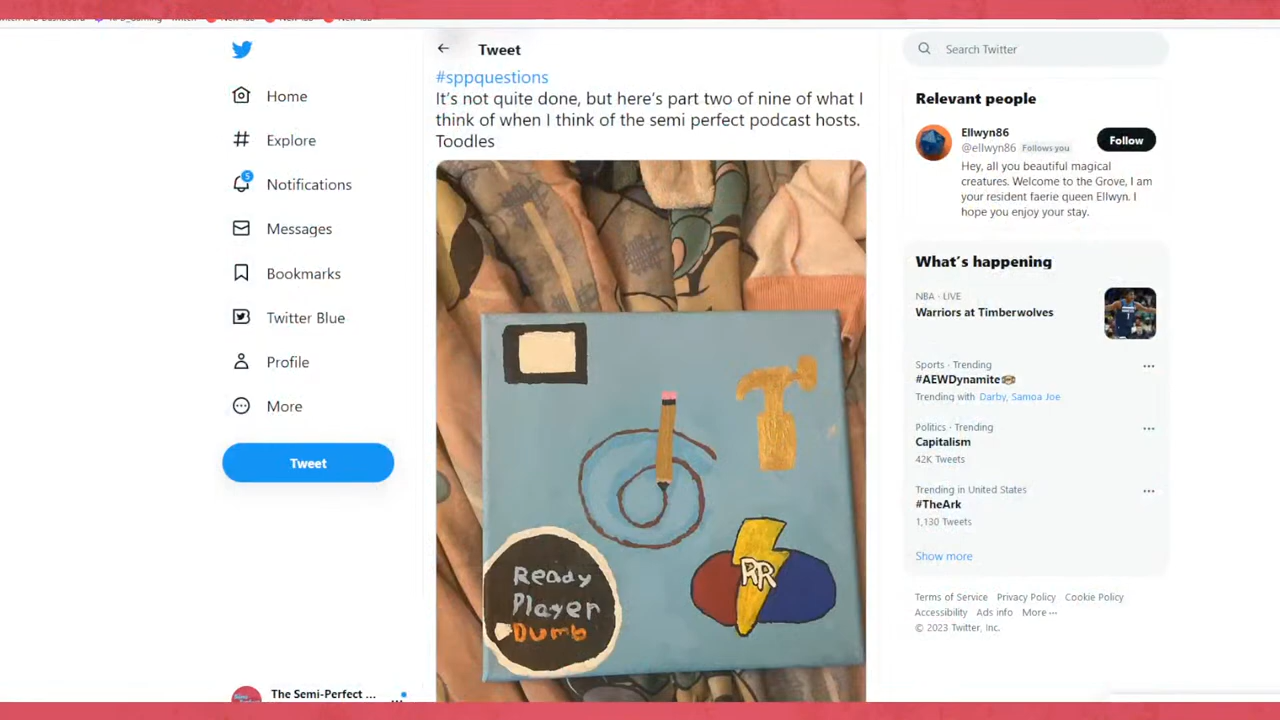 Tweet
Search Twitter
Home
Explore
5
Notifications
Messages
Bookmarks
Twitter Blue
Profile
More
Tweet
The Semi-Perfect ...
#sppquestions
It's not quite done, but here's part two of nine of what I
think of when I think of the semi perfect podcast hosts.
Toodles
Ready
Player
Dumb
RR
Relevant people
Ellwyn86
@ellwyn86 Follows you
Follow
Hey, all you beautiful magical
creatures. Welcome to the Grove, I am
your resident faerie queen Ellwyn. I
hope you enjoy your stay.
What's happening
NBA · LIVE
Warriors at Timberwolves
Sports · Trending
#AEWDynamite
Trending with Darby, Samoa Joe
Politics · Trending
Capitalism
42K Tweets
Trending in United States
#TheArk
1,130 Tweets
Show more
Terms of Service Privacy Policy Cookie Policy
Accessibility Ads info More ...
© 2023 Twitter, Inc.